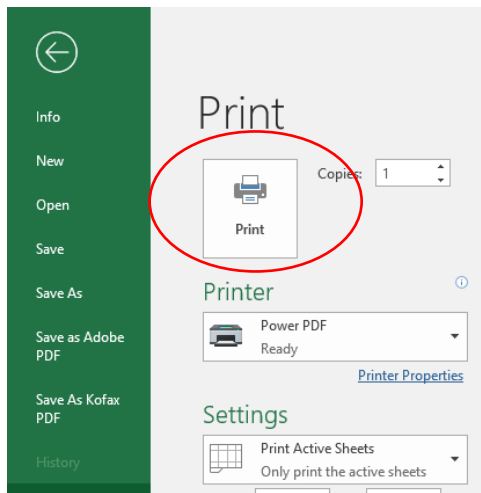 Info
New
Open
Save
Save As
Save as Adobe
PDF
Save As Kofax
PDF
History
Print
Print
Copies: 1
Printer
Power PDF
Ready
Printer Properties
Settings
Print Active Sheets
Only print the active sheets